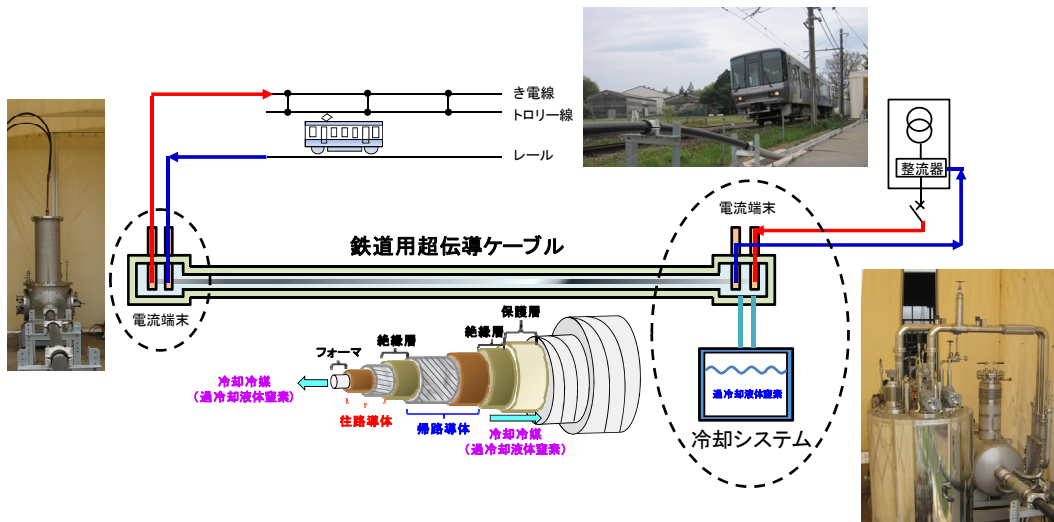 き電線
トロリー線
レール
整流器
電流端末
鉄道用超伝導ケーブル
電流端末
保護層
絶縁層
絶縁層
フォーマ
冷却冷媒
（過冷却液体窒素）
往路導体
帰路導体
冷却冷媒
（過冷却液体窒素）
過冷却液体窒素
冷却システム